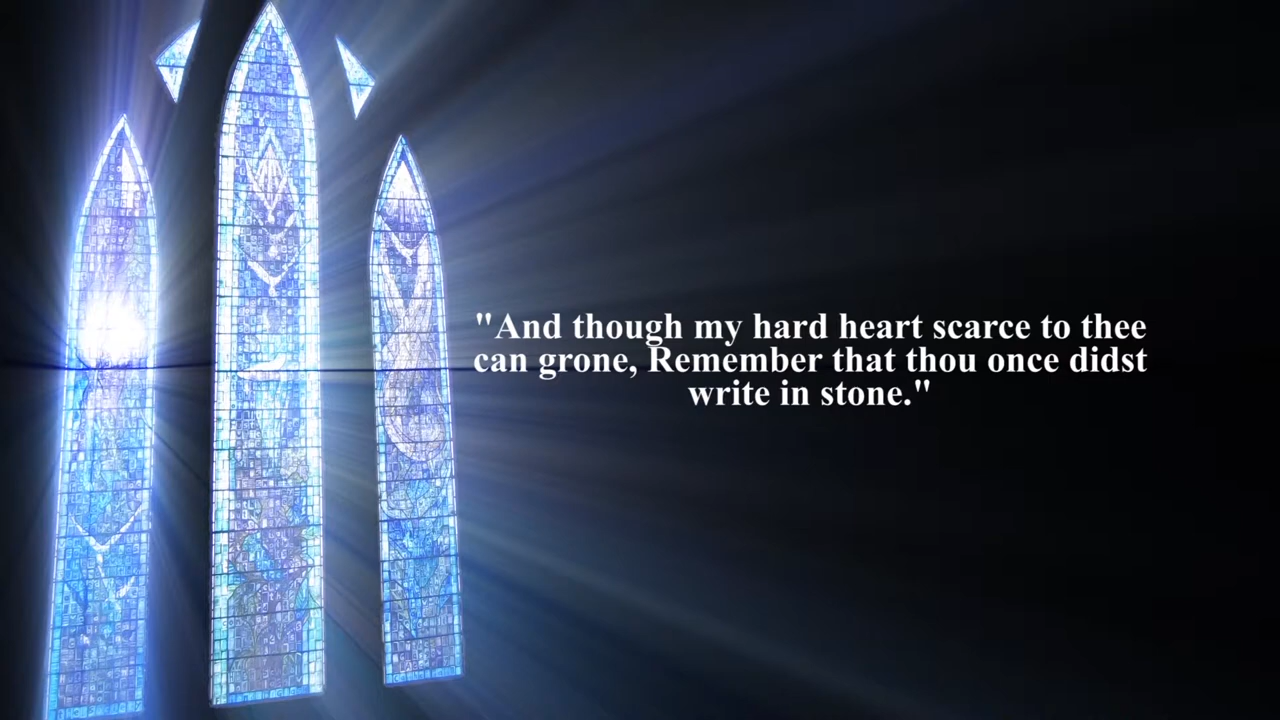 "And though my hard heart scarce to thee
can grone, Remember that thou once didst
write in stone."